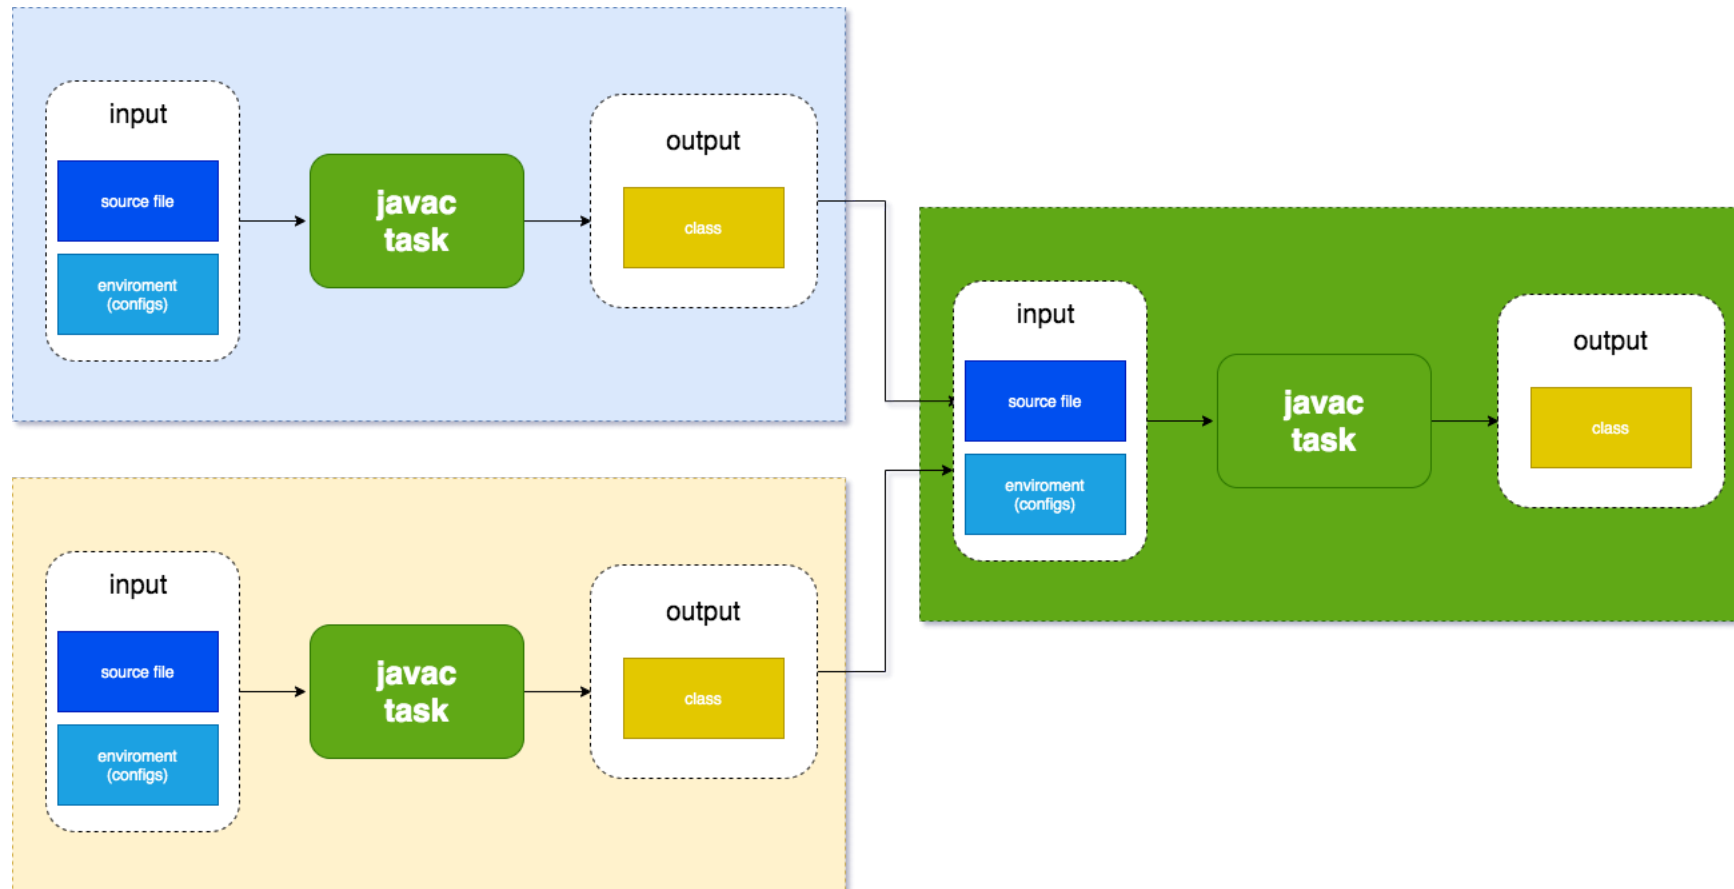 input
source file
enviroment
(configs)
javac
task
output
class
input
source file
enviroment
(configs)
javac
task
output
class
input
source file
enviroment
(configs)
javac
task
output
class